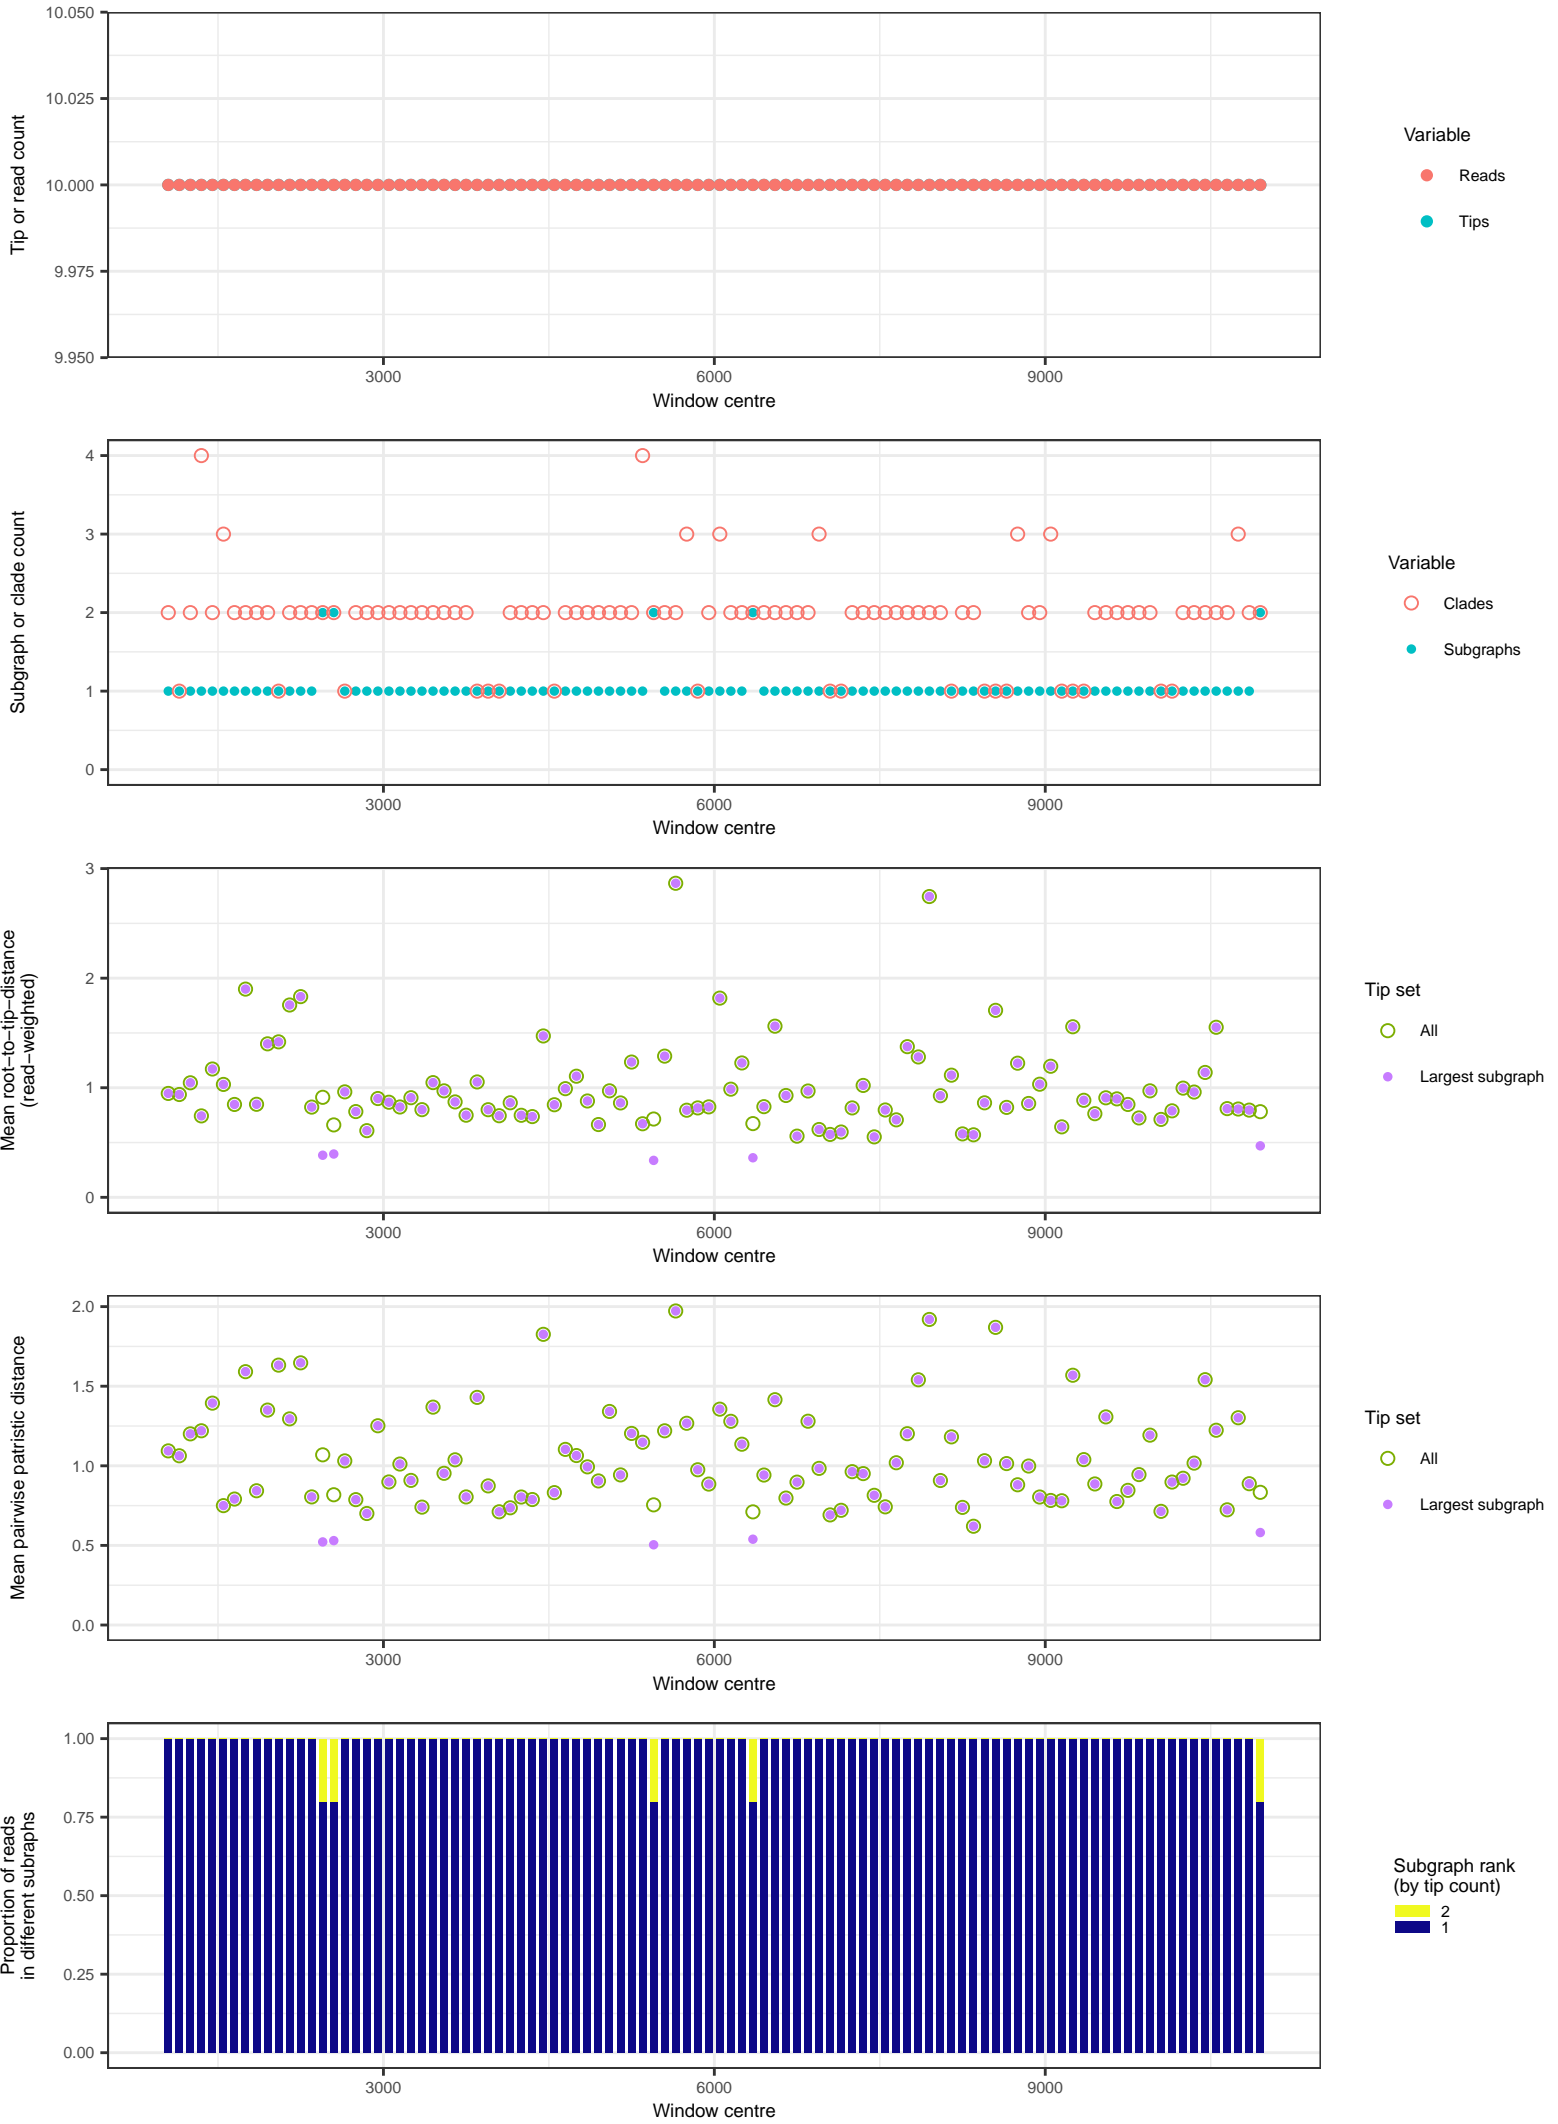 10.050
10.025
10.000
9.975
9.950
Tip or read count
3000 6000 9000
Window centre
Variable
Reads
Tips
4
3
2
1
0
Subgraph or clade count
3000 6000 9000
Window centre
Variable
Clades
Subgraphs
3
2
1
0
Mean root−to−tip−distance
(read−weighted)
3000 6000 9000
Window centre
Tip set
All
Largest subgraph
2.0
1.5
1.0
0.5
0.0
Mean pairwise patristic distance
3000 6000 9000
Window centre
Tip set
All
Largest subgraph
1.00
0.75
0.50
0.25
0.00
Proportion of reads
in different subraphs
3000 6000 9000
Window centre
Subgraph rank
(by tip count)
2
1